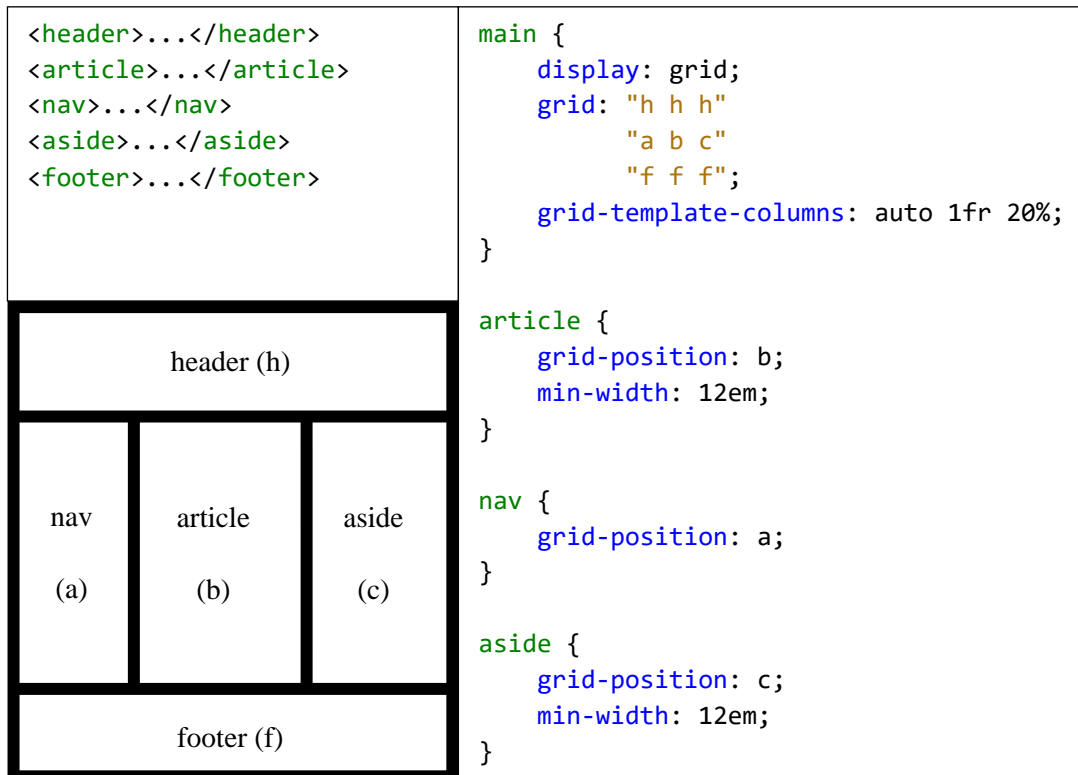 <header>...</header>
<article>...</article>
<nav>...</nav>
<aside>...</aside>
<footer>...</footer>
header (h)
nav
(a)
article
(b)
aside
(c)
footer (f)
main {
    display: grid;
    grid: "h h h"
          "a b c"
          "f f f";
    grid-template-columns: auto 1fr 20%;
}
article {
    grid-position: b;
    min-width: 12em;
}
nav {
    grid-position: a;
}
aside {
    grid-position: c;
    min-width: 12em;
}